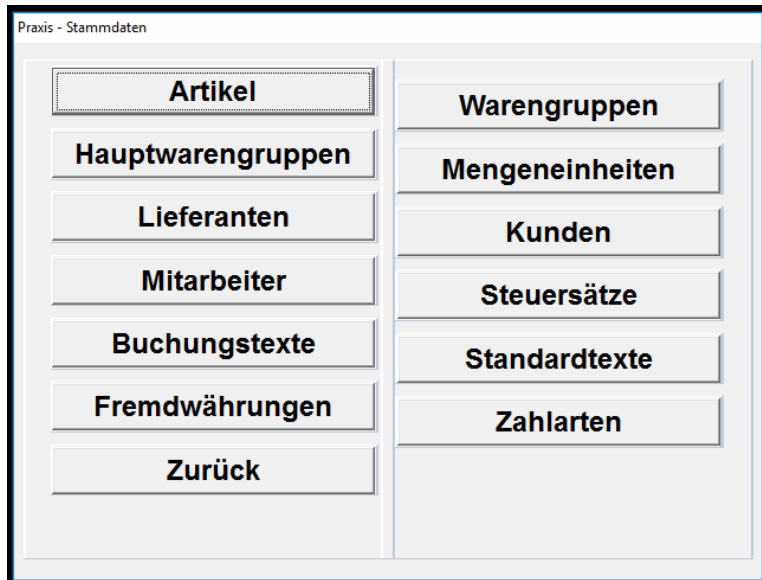 Praxis - Stammdaten
Artikel
Hauptwarengruppen
Lieferanten
Mitarbeiter
Buchungstexte
Fremdwährungen
Zurück
Warengruppen
Mengeneinheiten
Kunden
Steuersätze
Standardtexte
Zahlarten